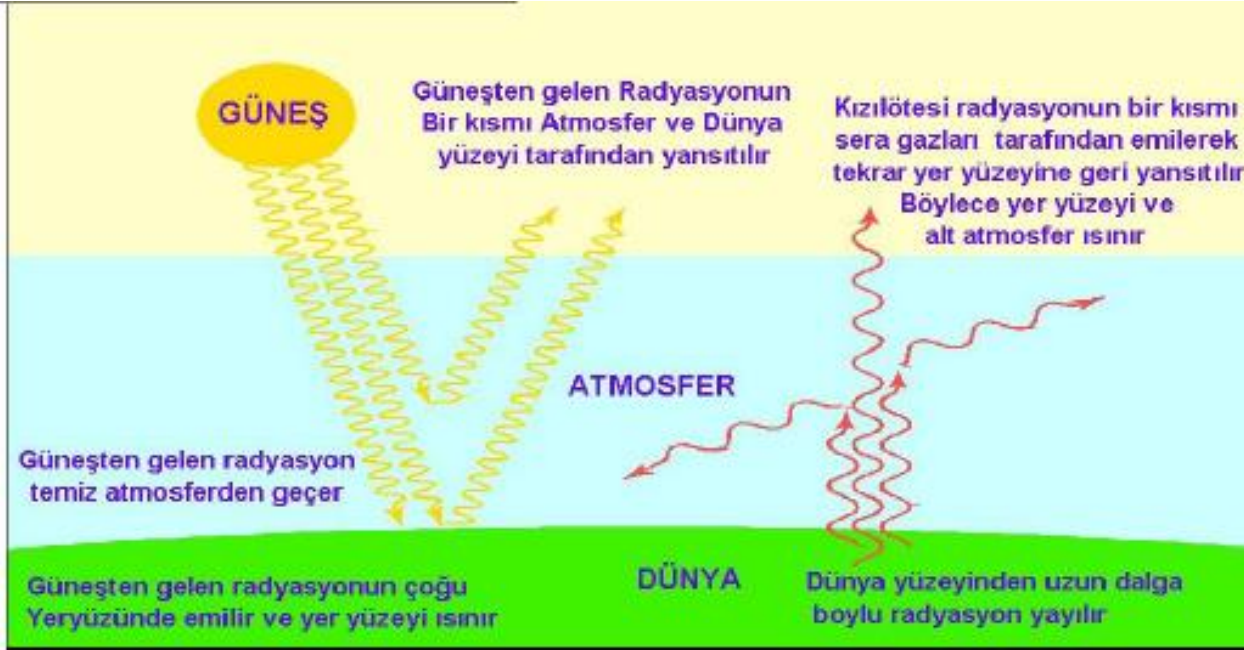 GÜNEŞ
Güneşten gelen Radyasyonun
Bir kısmı Atmosfer ve Dünya
yüzeyi tarafından yansıtılır
Kızılötesi radyasyonun bir kısmı
sera gazları tarafından emilerek
tekrar yer yüzeyine geri yansıtılır
Böylece yer yüzeyi ve
alt atmosfer ısınır
ATMOSFER
Güneşten gelen radyasyon
temiz atmosferden geçer
Güneşten gelen radyasyonun çoğu
Yeryüzünde emilir ve yer yüzeyi ısınır
DÜNYA
Dünya yüzeyinden uzun dalga
boylu radyasyon yayılır